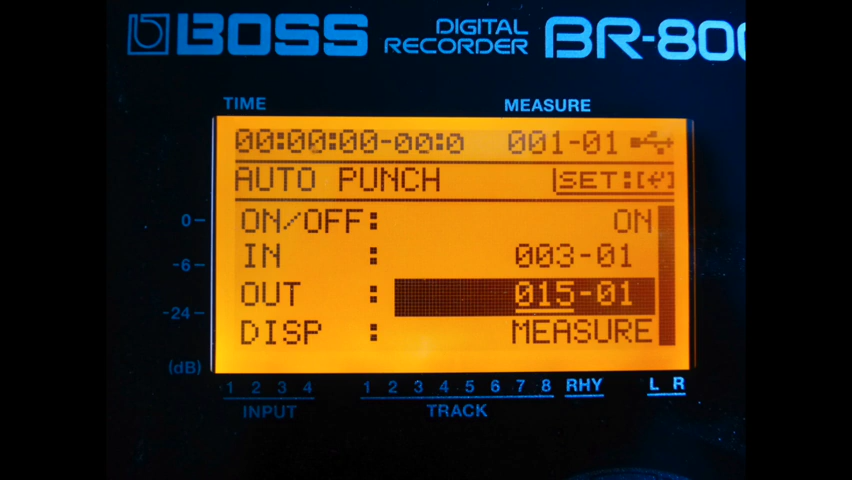 BOSS DIGITAL RECORDER BR-800
TIME MEASURE
00:00:00-00:0 001-01
AUTO PUNCH SET:[↵]
ON/OFF: ON
IN : 003-01
OUT : 015-01
DISP : MEASURE
0
-6
-24
(dB)
1 2 3 4 1 2 3 4 5 6 7 8 RHY L R
INPUT TRACK